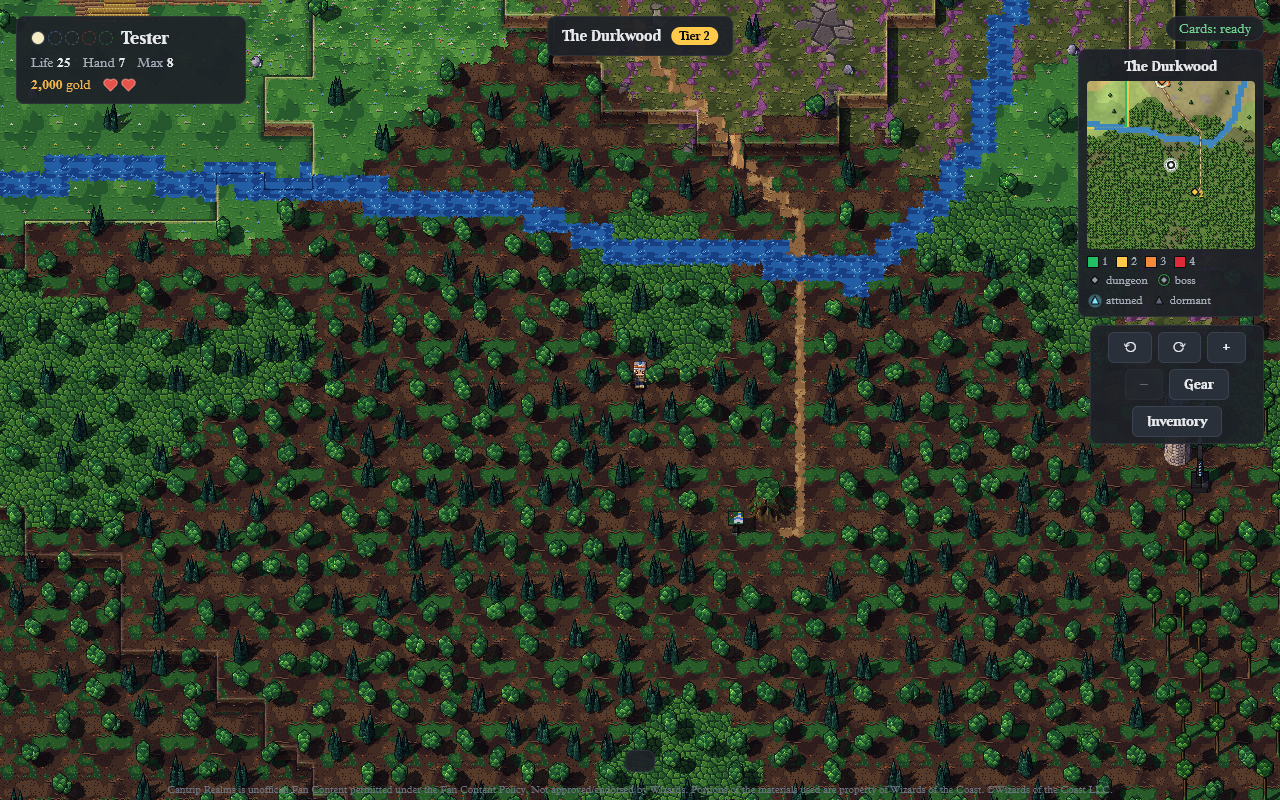 Tester
Life 25 Hand 7 Max 8
2,000 gold
The Durkwood Tier 2
Cards: ready
The Durkwood
1 2 3 4
dungeon boss
attuned dormant
+
−
Gear
Inventory
Cantrip Realms is unofficial Fan Content permitted under the Fan Content Policy. Not approved/endorsed by Wizards. Portions of the materials used are property of Wizards of the Coast. ©Wizards of the Coast LLC.